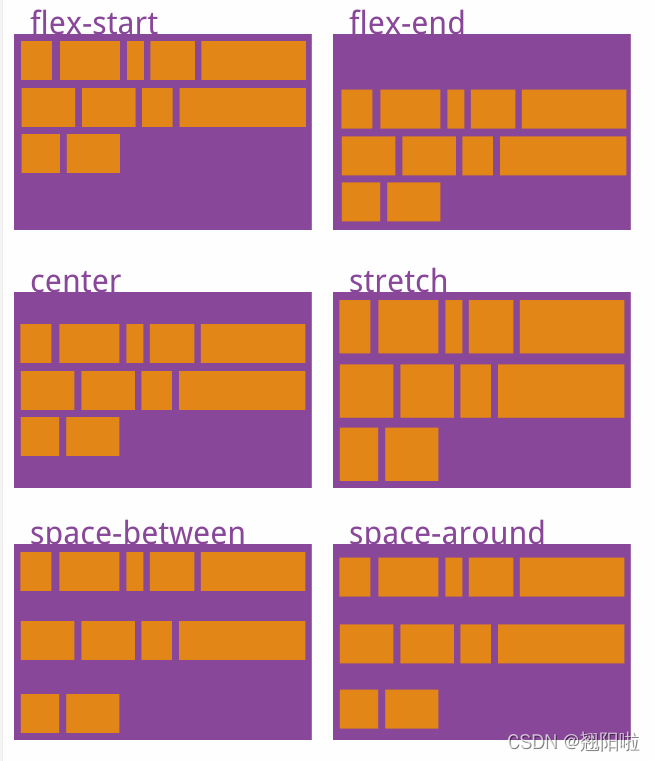 flex-start
flex-end
center
stretch
space-between
space-around
CSDN @翘阳啦